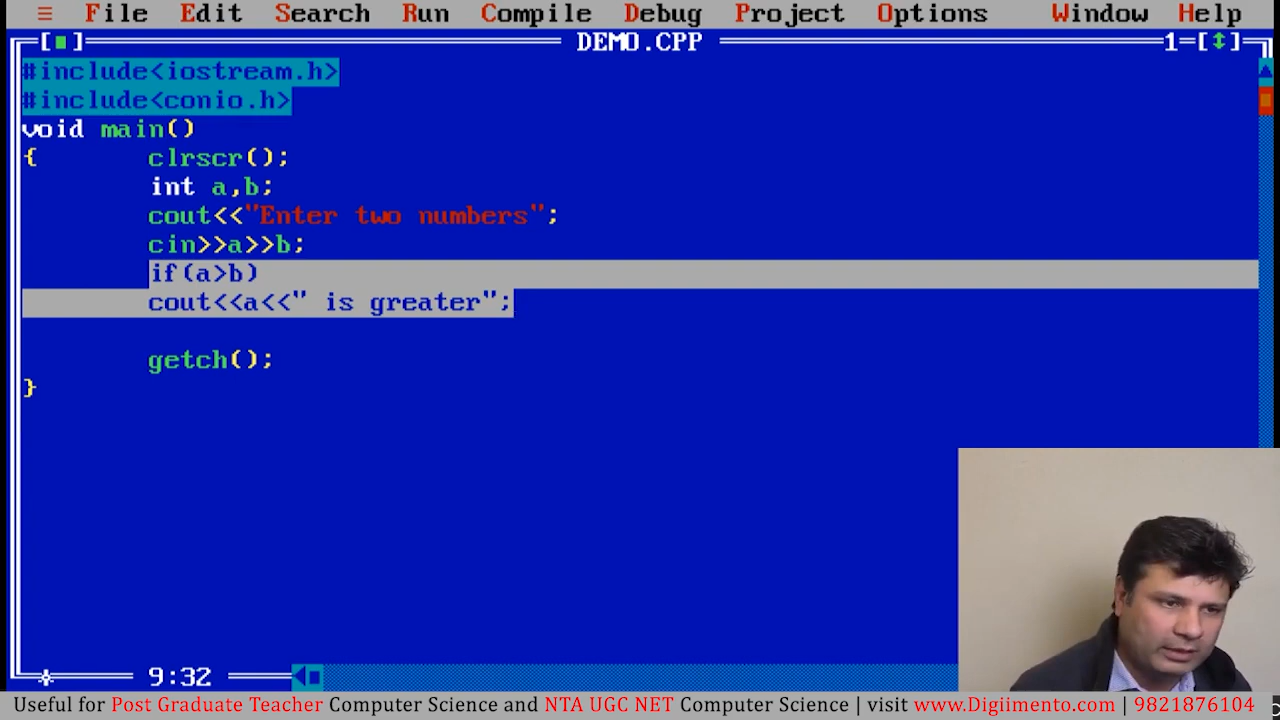 ≡ File Edit Search Run Compile Debug Project Options Window Help
[■] DEMO.CPP 1=[↕]
#include<iostream.h>
#include<conio.h>
void main()
{ clrscr();
int a,b;
cout<<"Enter two numbers";
cin>>a>>b;
if(a>b)
cout<<a<<" is greater";
getch();
}
9:32
Useful for Post Graduate Teacher Computer Science and NTA UGC NET Computer Science | visit www.Digiimento.com | 9821876104